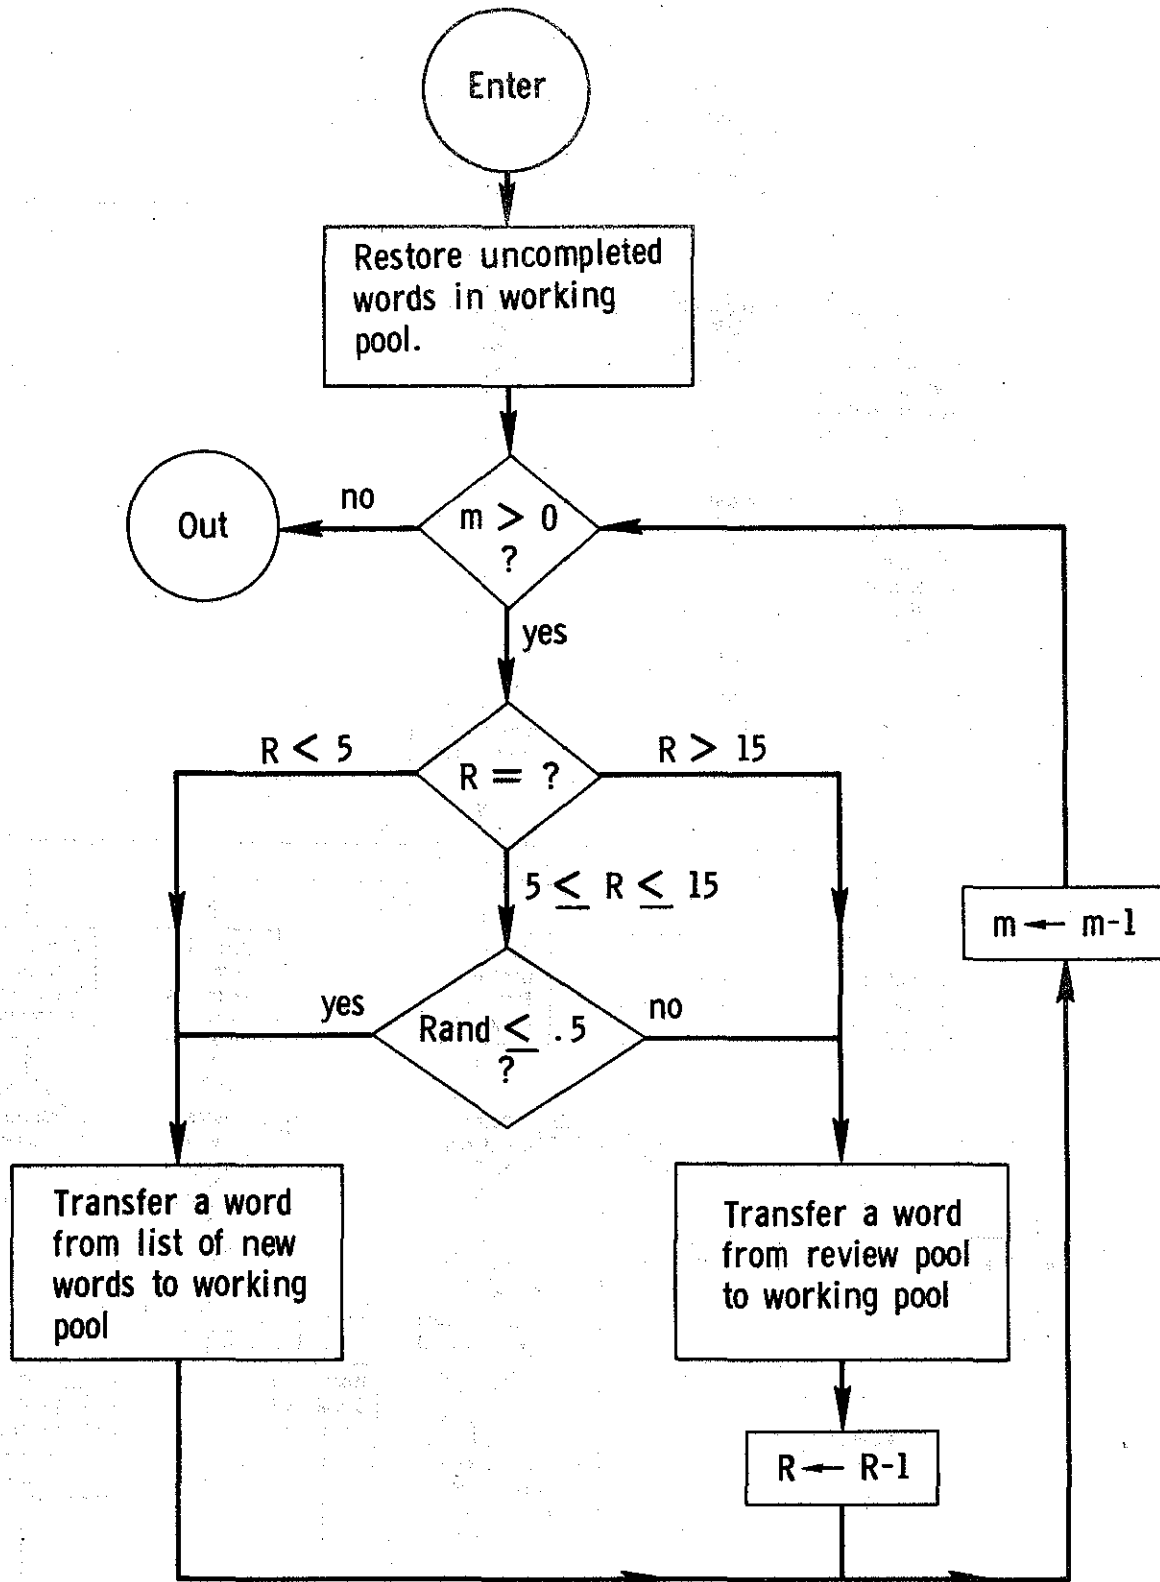 Enter
Restore uncompleted
words in working
pool.
no
Out
m > 0
?
yes
R < 5
R = ?
R > 15
5 ≤ R ≤ 15
m ← m-1
yes
Rand ≤ .5
?
no
Transfer a word
from list of new
words to working
pool
Transfer a word
from review pool
to working pool
R ← R-1